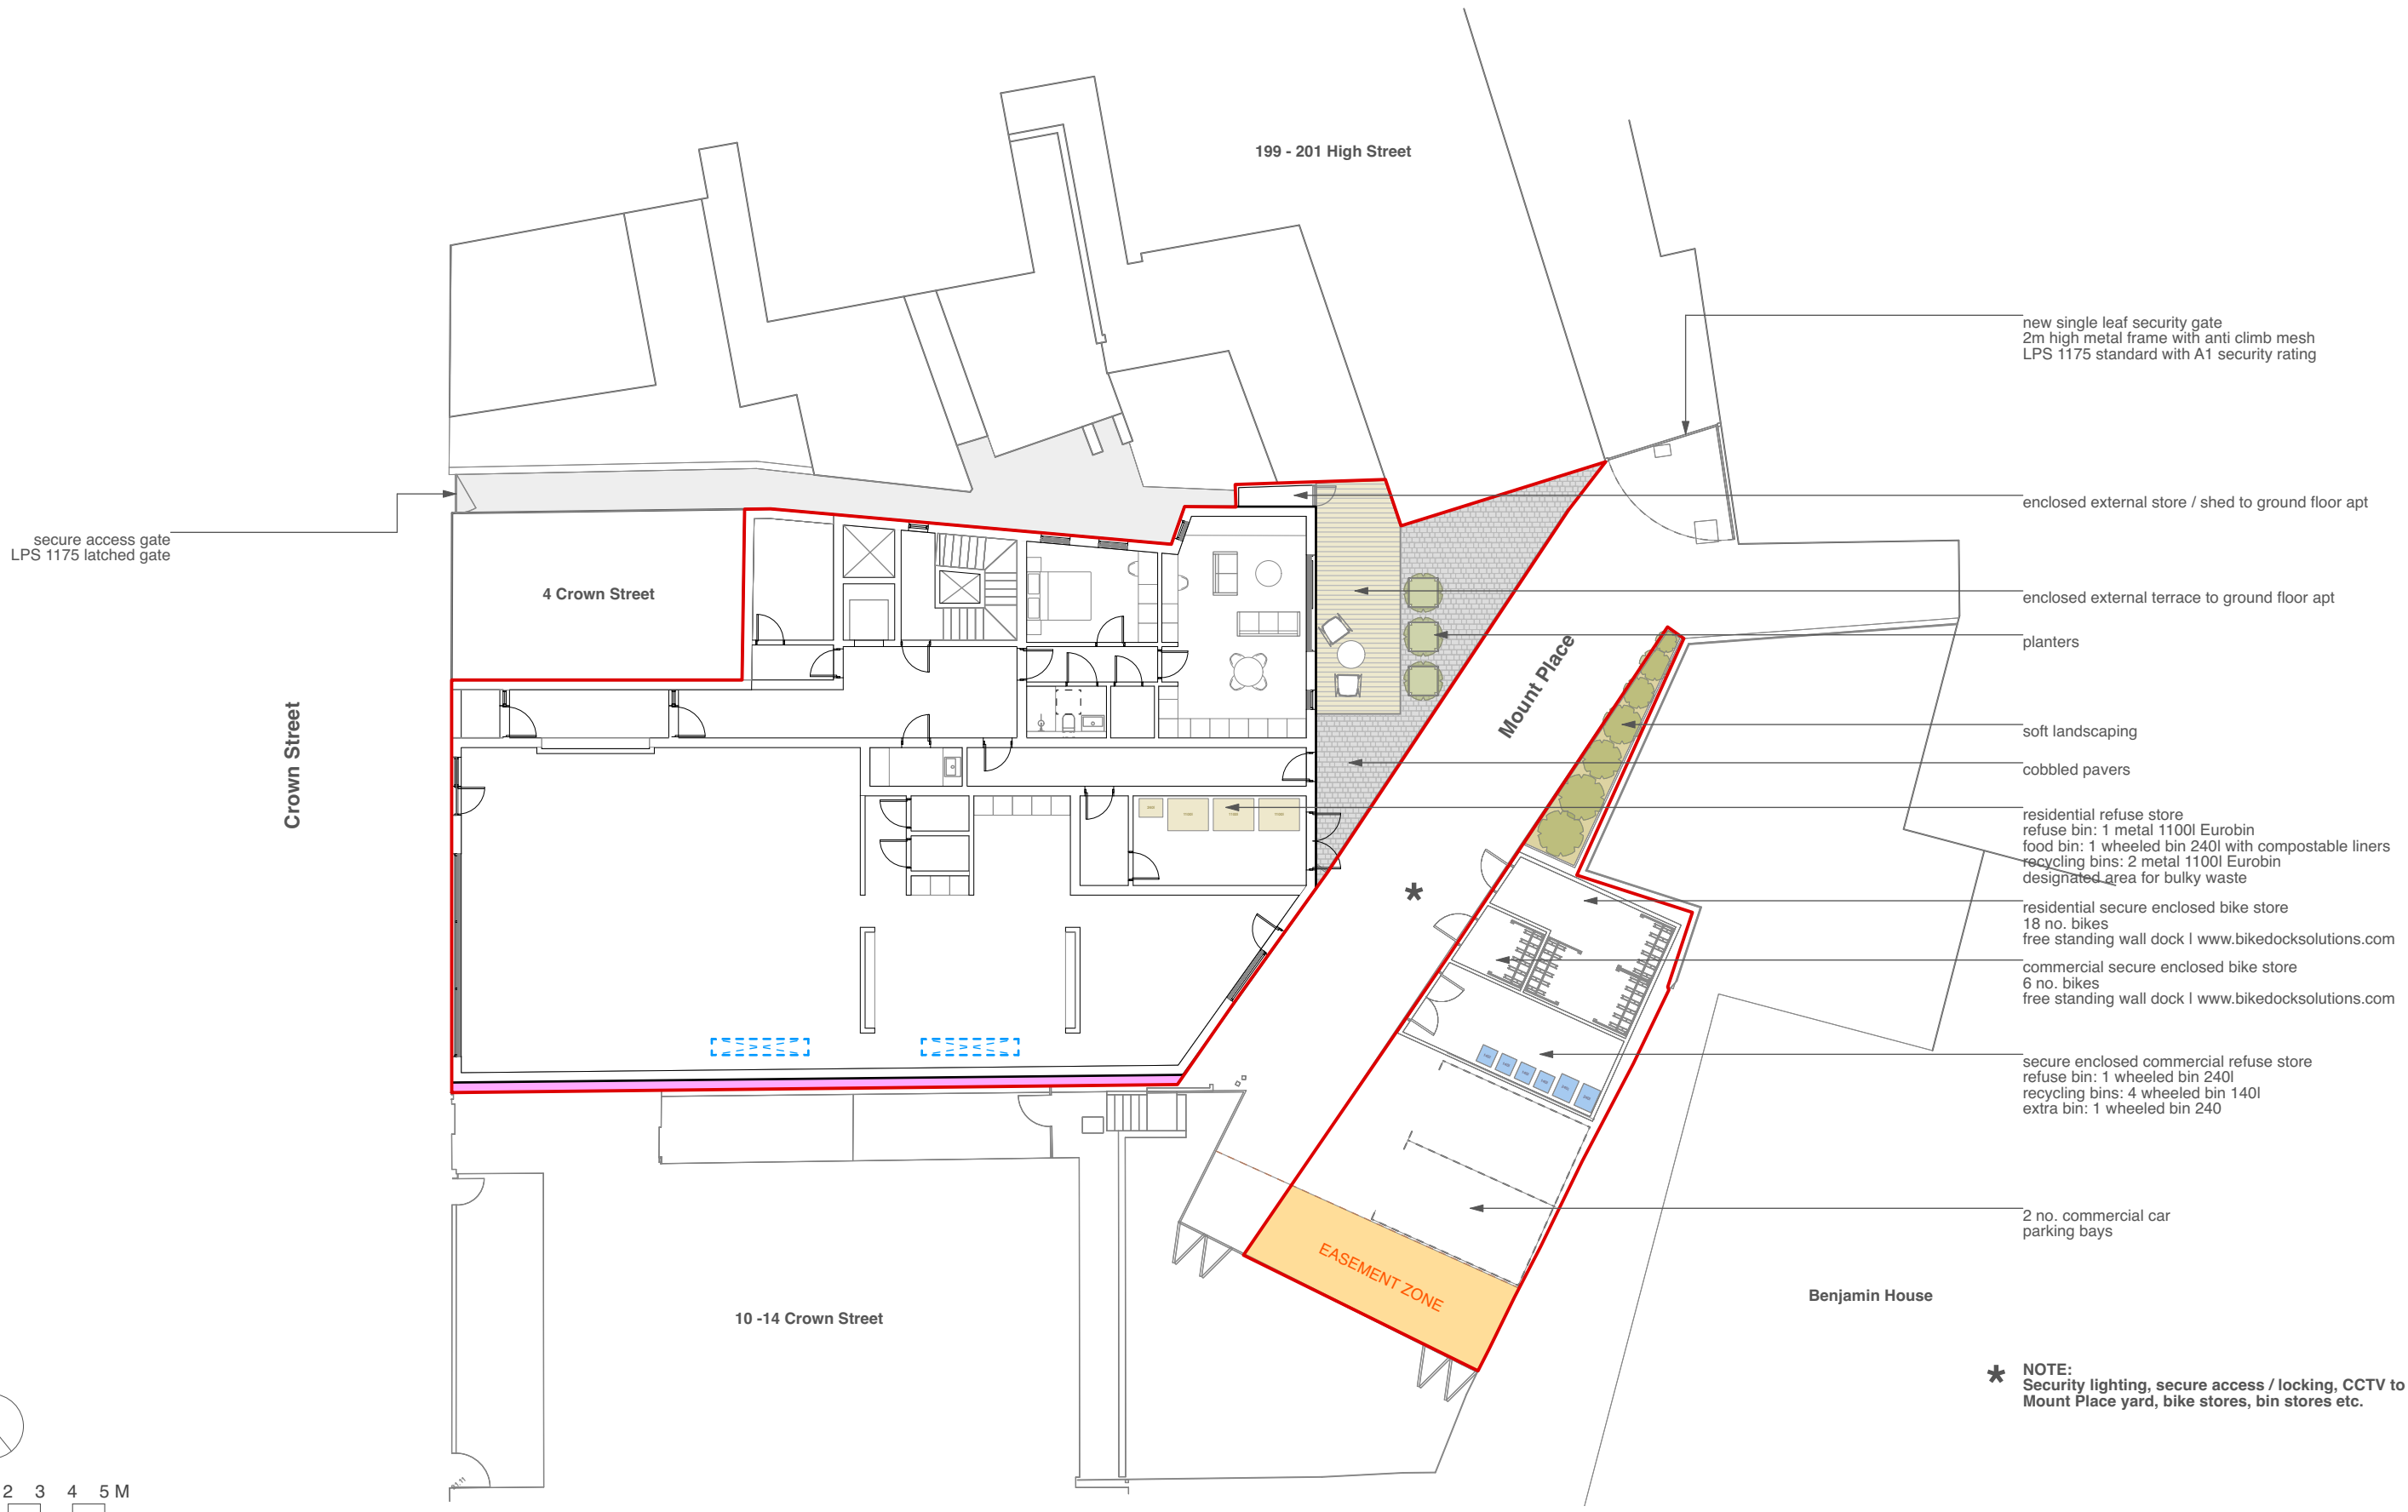 199 - 201 High Street
new single leaf security gate
2m high metal frame with anti climb mesh
LPS 1175 standard with A1 security rating
enclosed external store / shed to ground floor apt
secure access gate
LPS 1175 latched gate
4 Crown Street
enclosed external terrace to ground floor apt
planters
Mount Place
Crown Street
soft landscaping
cobbled pavers
residential refuse store
refuse bin: 1 metal 1100l Eurobin
food bin: 1 wheeled bin 240l with compostable liners
recycling bins: 2 metal 1100l Eurobin
designated area for bulky waste
*
residential secure enclosed bike store
18 no. bikes
free standing wall dock l www.bikedocksolutions.com
commercial secure enclosed bike store
6 no. bikes
free standing wall dock l www.bikedocksolutions.com
secure enclosed commercial refuse store
refuse bin: 1 wheeled bin 240l
recycling bins: 4 wheeled bin 140l
extra bin: 1 wheeled bin 240
2 no. commercial car
parking bays
EASEMENT ZONE
Benjamin House
10 -14 Crown Street
* NOTE:
Security lighting, secure access / locking, CCTV to
Mount Place yard, bike stores, bin stores etc.
2 3 4 5 M